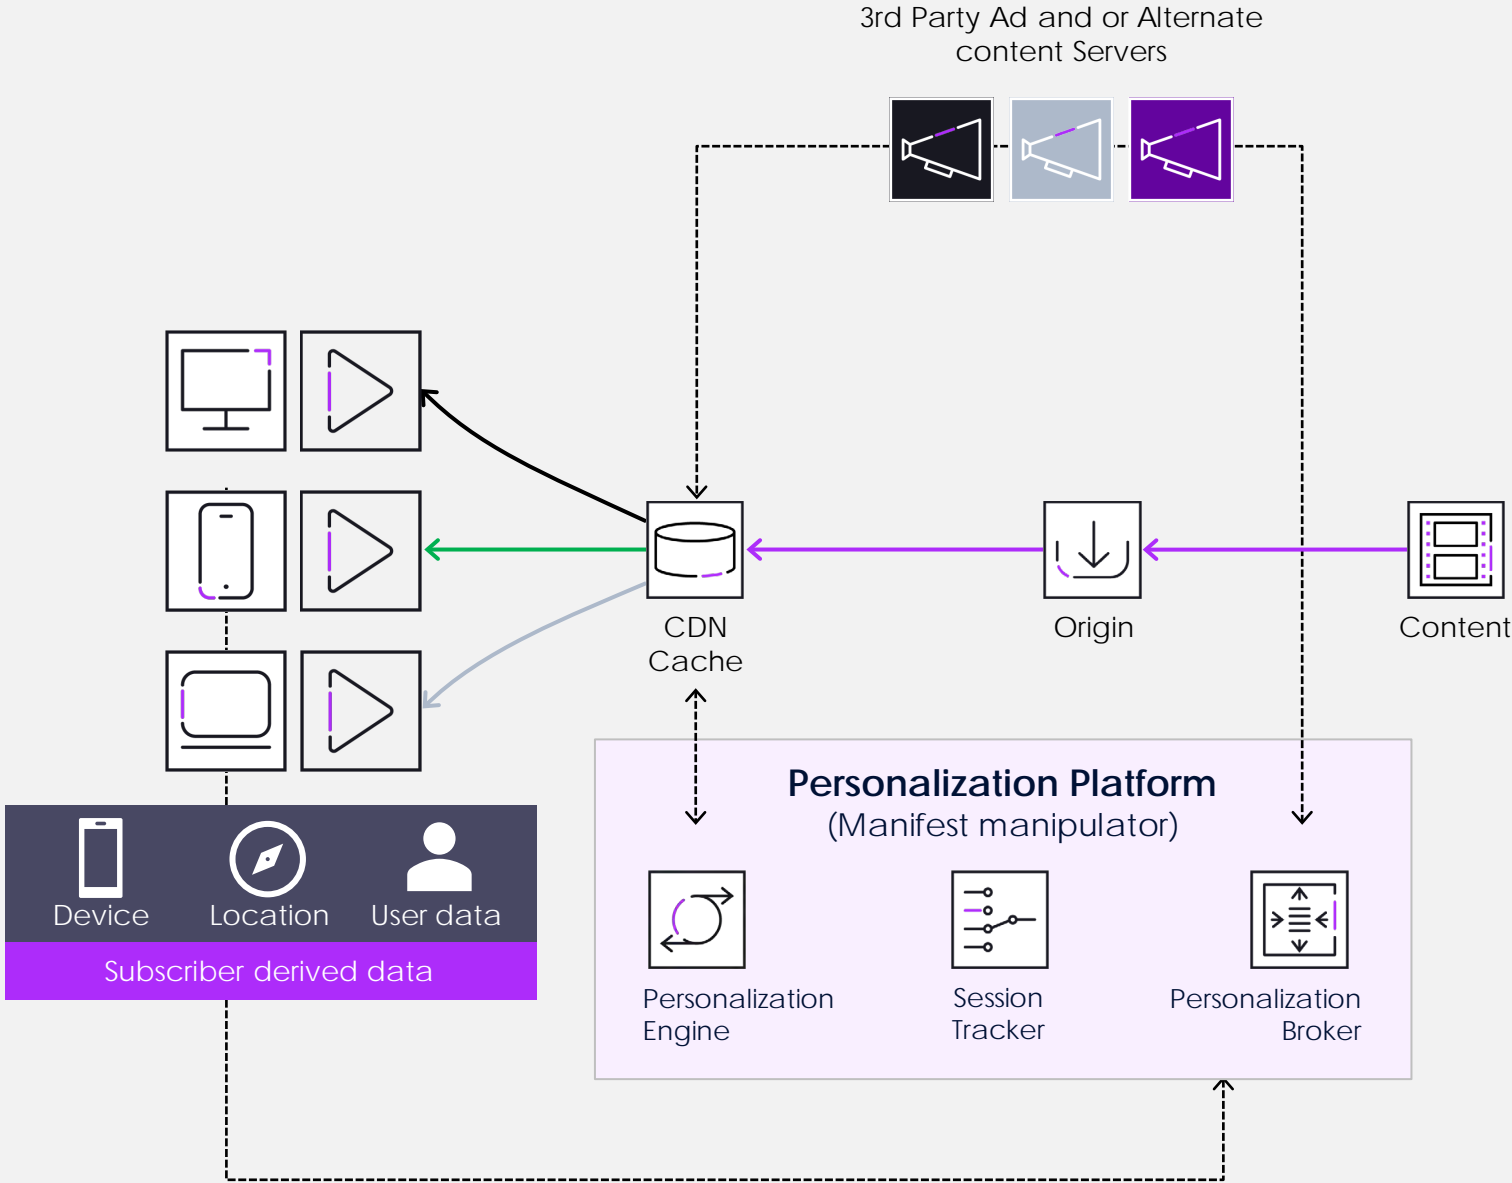 3rd Party Ad and or Alternate
content Servers
CDN
Cache
Origin
Content
Personalization Platform
(Manifest manipulator)
Device
Location
User data
Subscriber derived data
Personalization
Engine
Session
Tracker
Personalization
Broker